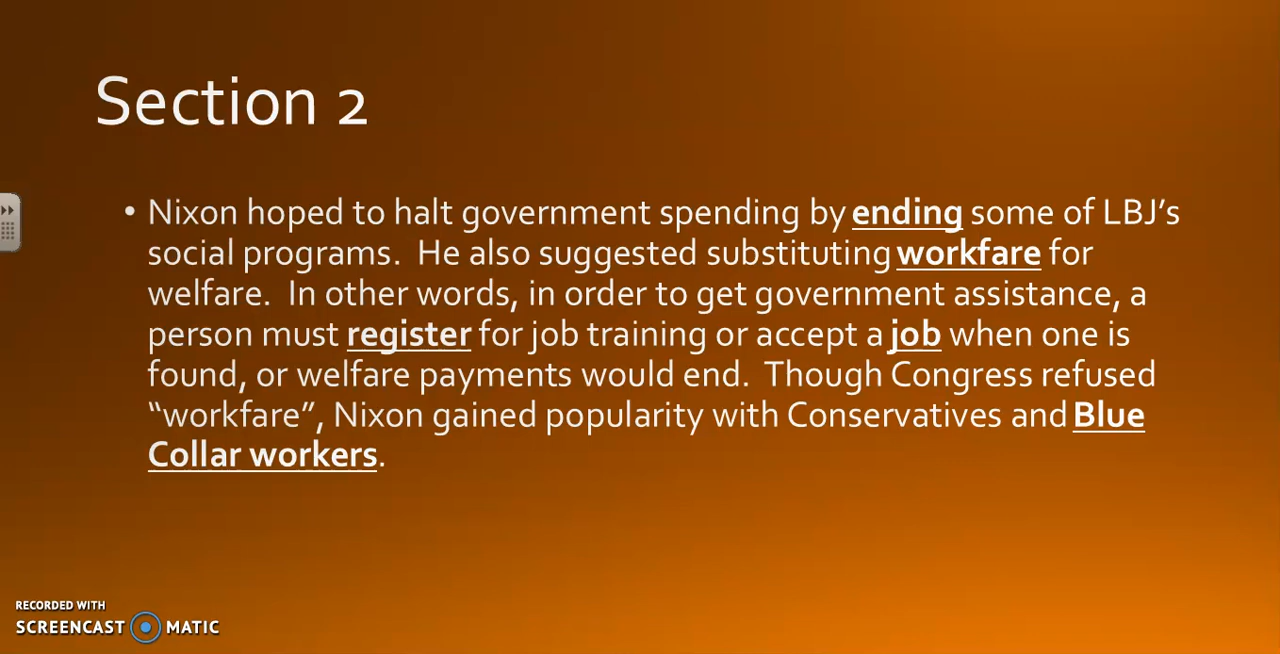 Section 2
• Nixon hoped to halt government spending by ending some of LBJ’s
social programs.  He also suggested substituting workfare for
welfare.  In other words, in order to get government assistance, a
person must register for job training or accept a job when one is
found, or welfare payments would end.  Though Congress refused
“workfare”, Nixon gained popularity with Conservatives and Blue
Collar workers.
RECORDED WITH
SCREENCAST MATIC